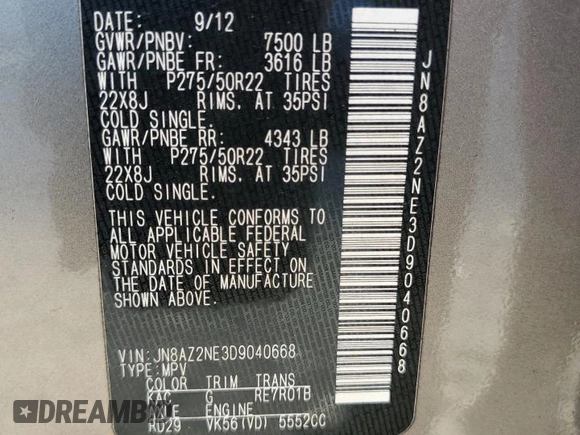 DATE: 9/12
GVWR/PNBV: 7500 LB
GAWR/PNBE FR: 3616 LB
WITH P275/50R22 TIRES
22X8J RIMS. AT 35PSI
COLD SINGLE.
GAWR/PNBE RR: 4343 LB
WITH P275/50R22 TIRES
22X8J RIMS. AT 35PSI
COLD SINGLE.
THIS VEHICLE CONFORMS TO
ALL APPLICABLE FEDERAL
MOTOR VEHICLE SAFETY
STANDARDS IN EFFECT ON
THE DATE OF MANUFACTURE
SHOWN ABOVE.
VIN: JN8AZ2NE3D9040668
TYPE: MPV
COLOR TRIM TRANS
KAC G RE7R01B
ENGINE
VK56(VD) 5552CC
JN8AZ2NE3D9040668